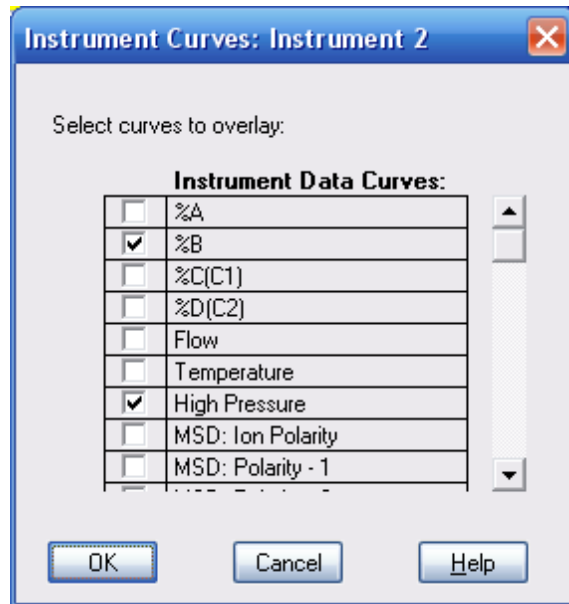 Instrument Curves: Instrument 2
Select curves to overlay:
Instrument Data Curves:
%A
%B
%C(C1)
%D(C2)
Flow
Temperature
High Pressure
MSD: Ion Polarity
MSD: Polarity - 1
OK
Cancel
Help